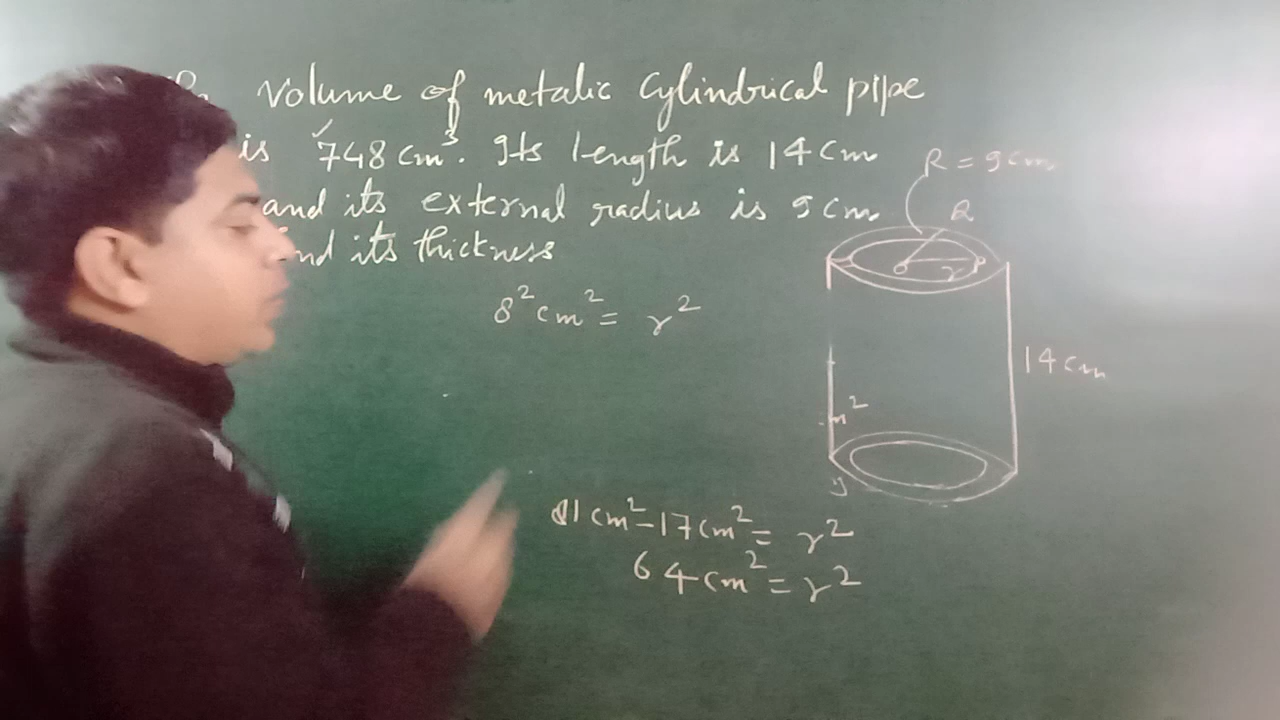 volume of metalic Cylindrical pipe
is 748 cm³. Its length is 14 cm
and its external radius is 9 cm
its thickness
8² cm² = r²
R = 9 cm
R
r
14 cm
m²
81 cm² - 17 cm² = r²
64 cm² = r²